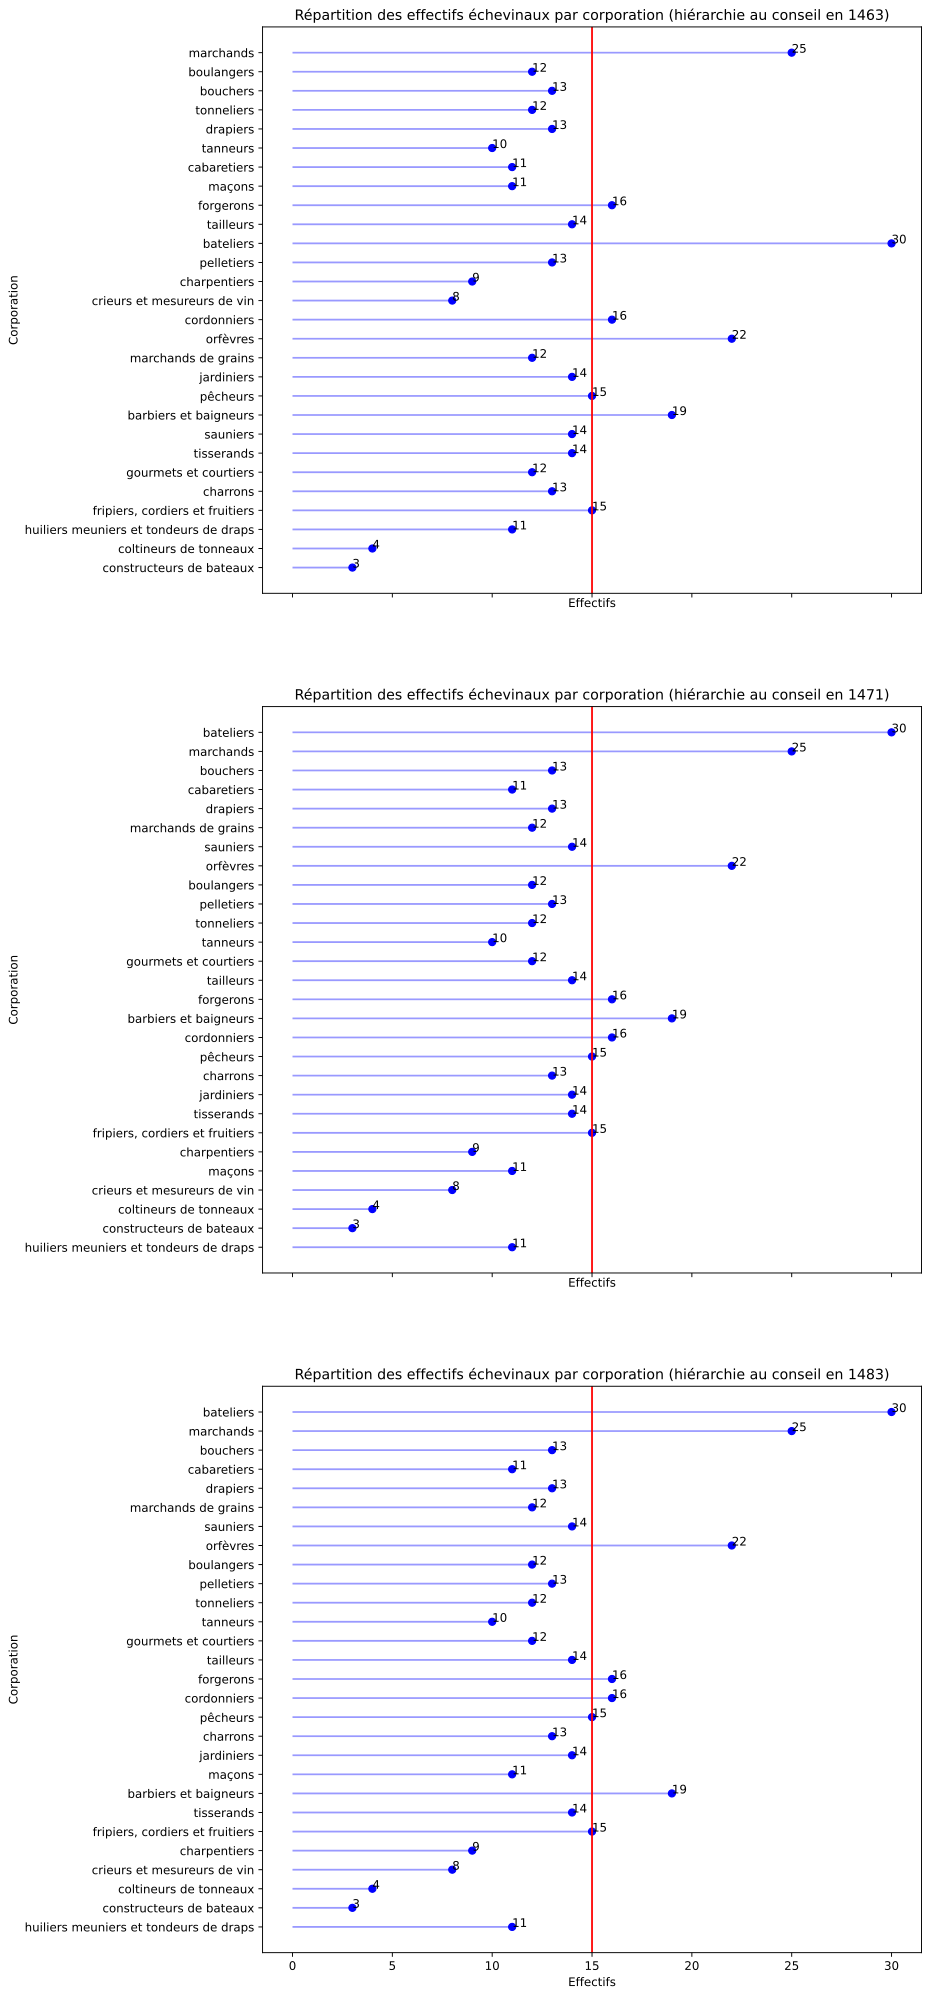 Répartition des effectifs échevinaux par corporation (hiérarchie au conseil en 1463)
marchands 25
boulangers 12
bouchers 13
tonneliers 12
drapiers 13
tanneurs 10
cabaretiers 11
maçons 11
forgerons 16
tailleurs 14
bateliers 30
pelletiers 13
charpentiers 9
crieurs et mesureurs de vin 8
cordonniers 16
orfèvres 22
marchands de grains 12
jardiniers 14
pêcheurs 15
barbiers et baigneurs 19
sauniers 14
tisserands 14
gourmets et courtiers 12
charrons 13
fripiers, cordiers et fruitiers 15
huiliers meuniers et tondeurs de draps 11
coltineurs de tonneaux 4
constructeurs de bateaux 3
Corporation
Effectifs
Répartition des effectifs échevinaux par corporation (hiérarchie au conseil en 1471)
bateliers 30
marchands 25
bouchers 13
cabaretiers 11
drapiers 13
marchands de grains 12
sauniers 14
orfèvres 22
boulangers 12
pelletiers 13
tonneliers 12
tanneurs 10
gourmets et courtiers 12
tailleurs 14
forgerons 16
barbiers et baigneurs 19
cordonniers 16
pêcheurs 15
charrons 13
jardiniers 14
tisserands 14
fripiers, cordiers et fruitiers 15
charpentiers 9
maçons 11
crieurs et mesureurs de vin 8
coltineurs de tonneaux 4
constructeurs de bateaux 3
huiliers meuniers et tondeurs de draps 11
Corporation
Effectifs
Répartition des effectifs échevinaux par corporation (hiérarchie au conseil en 1483)
bateliers 30
marchands 25
bouchers 13
cabaretiers 11
drapiers 13
marchands de grains 12
sauniers 14
orfèvres 22
boulangers 12
pelletiers 13
tonneliers 12
tanneurs 10
gourmets et courtiers 12
tailleurs 14
forgerons 16
cordonniers 16
pêcheurs 15
charrons 13
jardiniers 14
maçons 11
barbiers et baigneurs 19
tisserands 14
fripiers, cordiers et fruitiers 15
charpentiers 9
crieurs et mesureurs de vin 8
coltineurs de tonneaux 4
constructeurs de bateaux 3
huiliers meuniers et tondeurs de draps 11
Corporation
0 5 10 15 20 25 30
Effectifs